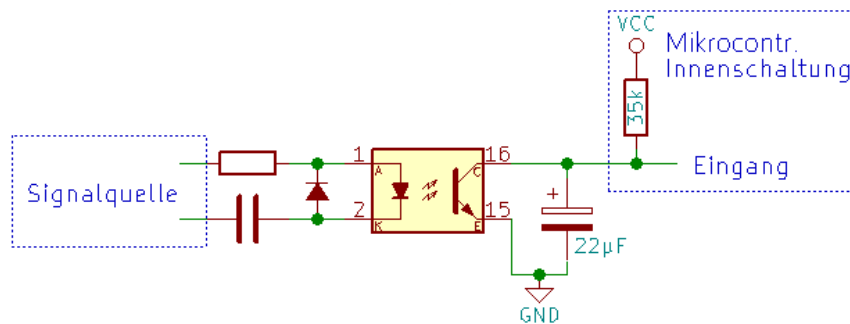 VCC
Mikrocontr.
Innenschaltung
35k
1
16
A
C
Eingang
Signalquelle
2
15
K
E
+
22µF
GND